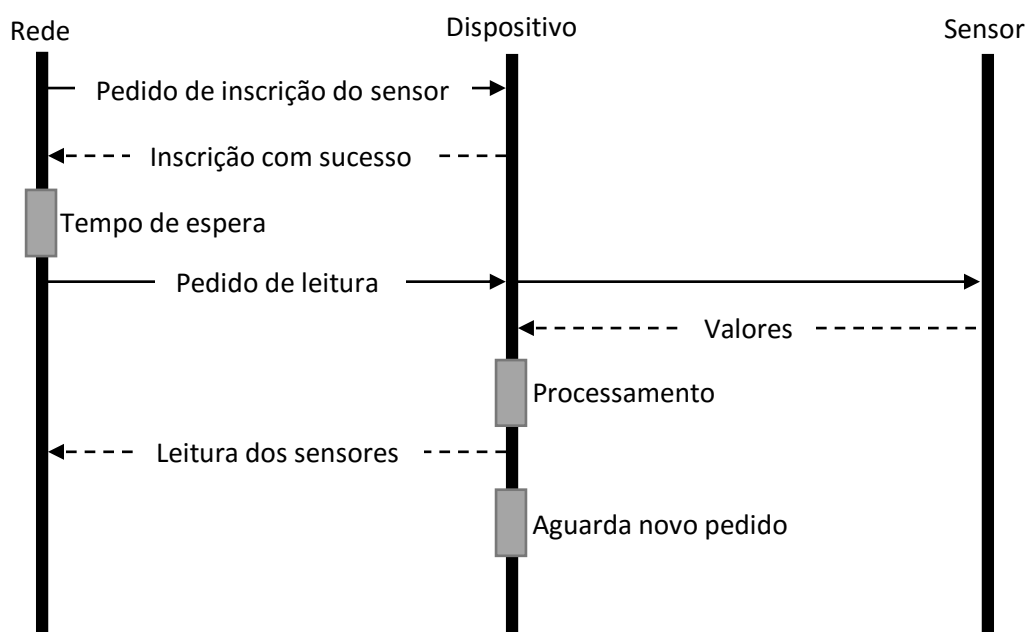 Rede
Dispositivo
Sensor
Pedido de inscrição do sensor
Inscrição com sucesso
Tempo de espera
Pedido de leitura
Valores
Processamento
Leitura dos sensores
Aguarda novo pedido